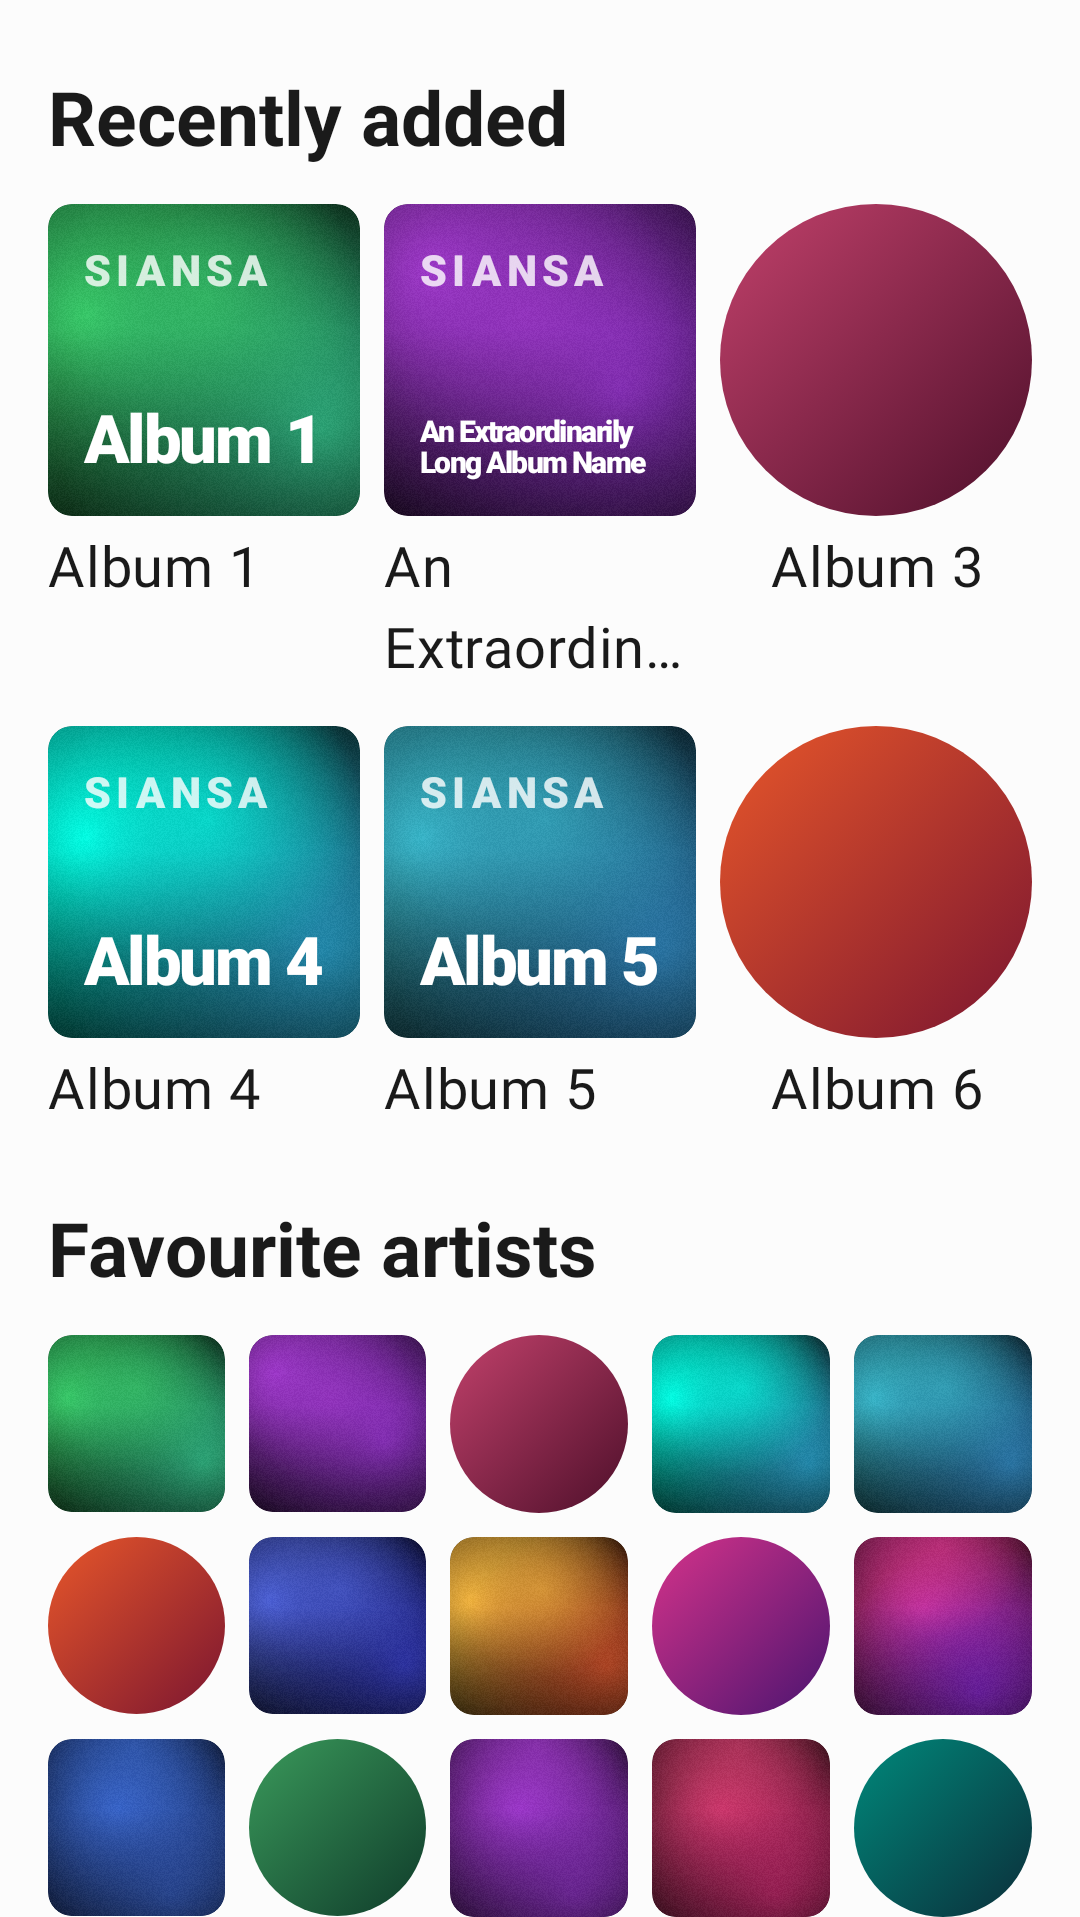 Recently added
SIANSA
Album 1
SIANSA
An Extraordinarily
Long Album Name
Album 1
An
Extraordin...
Album 3
SIANSA
Album 4
SIANSA
Album 5
Album 4
Album 5
Album 6
Favourite artists